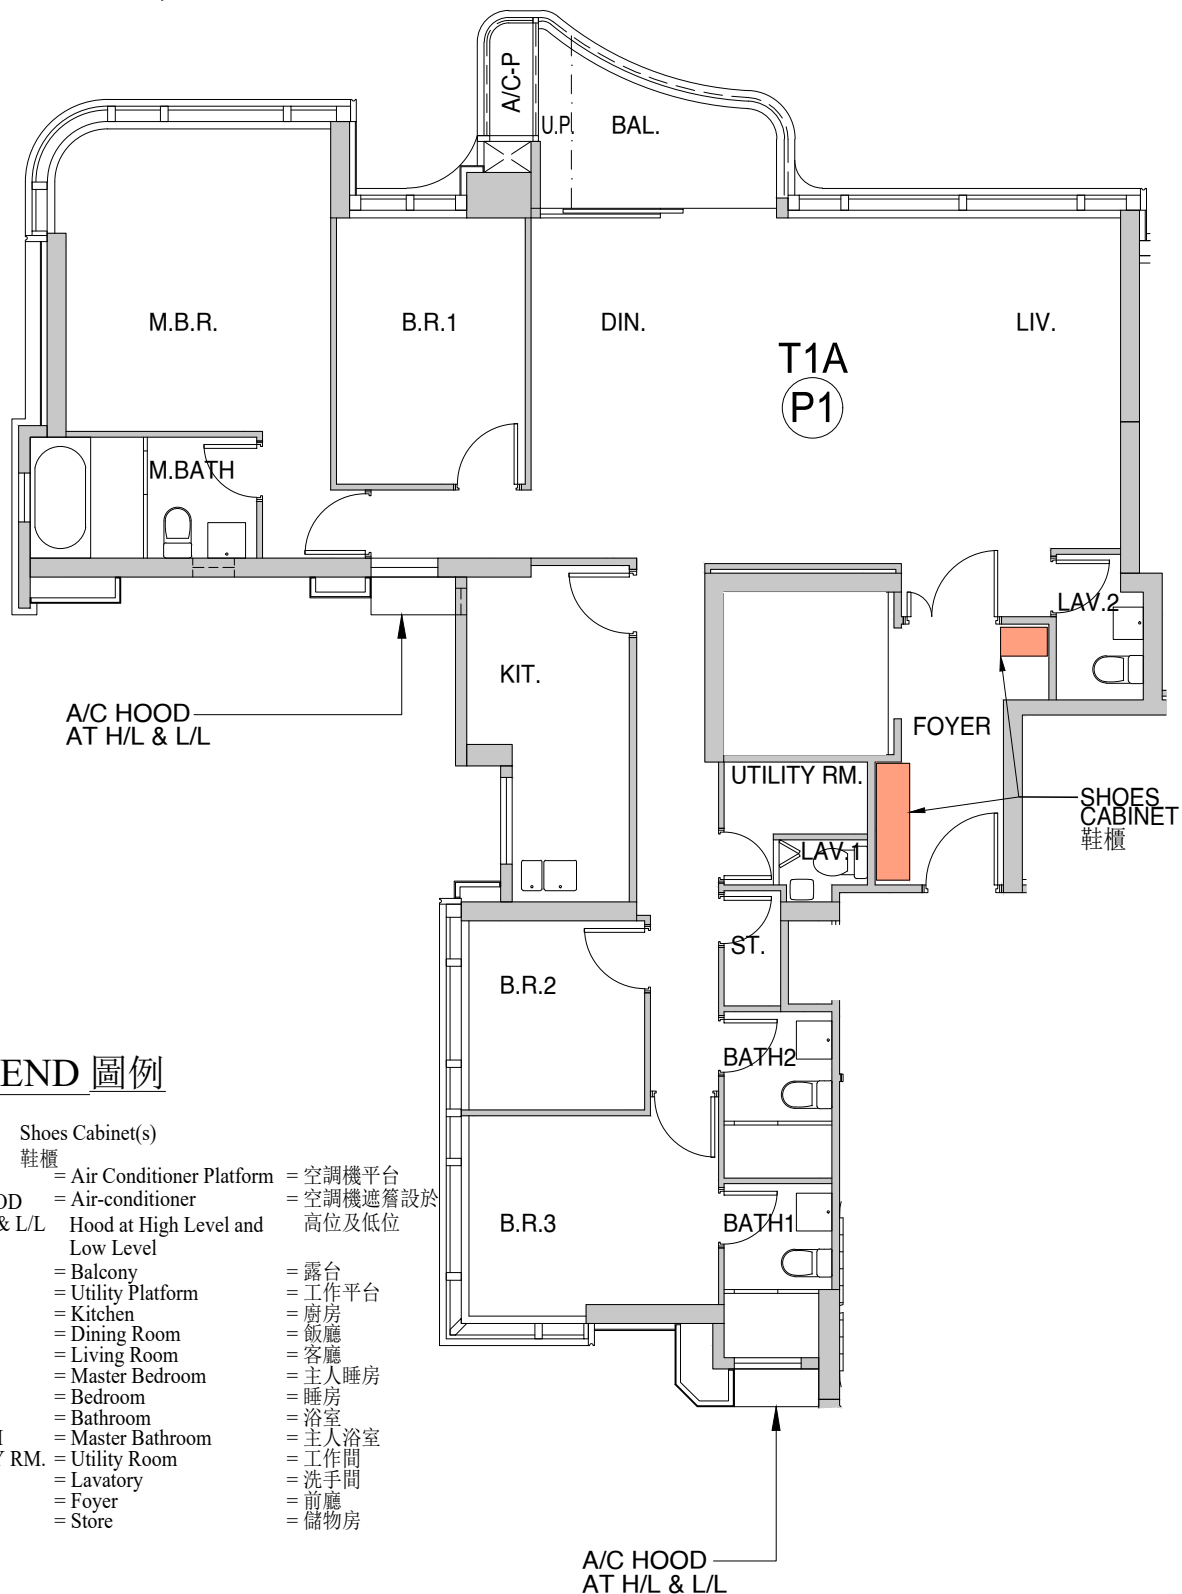 A/C-P
U.P.
BAL.
M.B.R.
B.R.1
DIN.
LIV.
T1A
P1
M.BATH
LAV.2
KIT.
A/C HOOD
AT H/L & L/L
FOYER
UTILITY RM.
SHOES
CABINET
鞋櫃
LAV.1
ST.
B.R.2
BATH2
B.R.3
BATH1
END 圖例
Shoes Cabinet(s)
鞋櫃
= Air Conditioner Platform = 空調機平台
OD = Air-conditioner = 空調機遮簷設於
& L/L Hood at High Level and 高位及低位
Low Level
= Balcony = 露台
= Utility Platform = 工作平台
= Kitchen = 廚房
= Dining Room = 飯廳
= Living Room = 客廳
= Master Bedroom = 主人睡房
= Bedroom = 睡房
= Bathroom = 浴室
= Master Bathroom = 主人浴室
Y RM. = Utility Room = 工作間
= Lavatory = 洗手間
= Foyer = 前廳
= Store = 儲物房
A/C HOOD
AT H/L & L/L